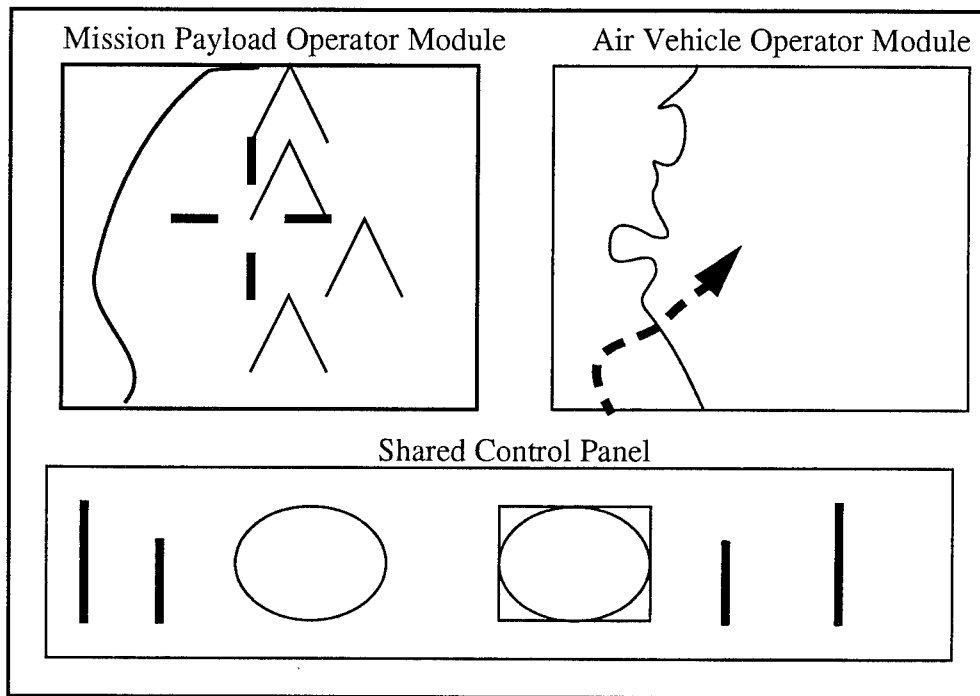 Mission Payload Operator Module
Air Vehicle Operator Module
Shared Control Panel